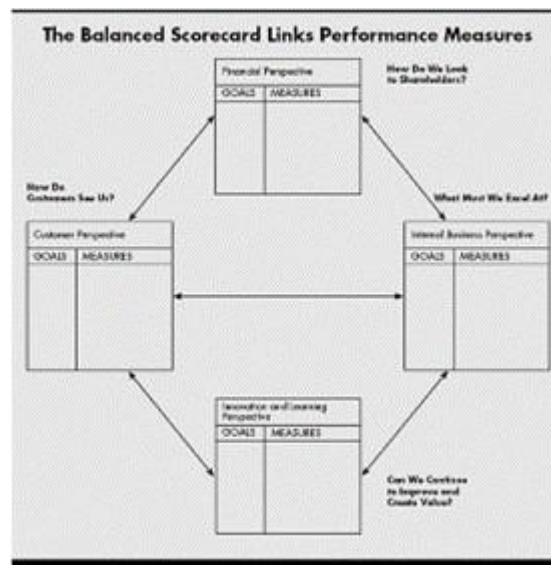 The Balanced Scorecard Links Performance Measures
Financial Perspective
GOALS MEASURES
How Do We Look
to Shareholders?
How Do
Customers See Us?
What Must We Excel At?
Customer Perspective
GOALS MEASURES
Internal Business Perspective
GOALS MEASURES
Innovation and Learning
Perspective
GOALS MEASURES
Can We Continue
to Improve and
Create Value?